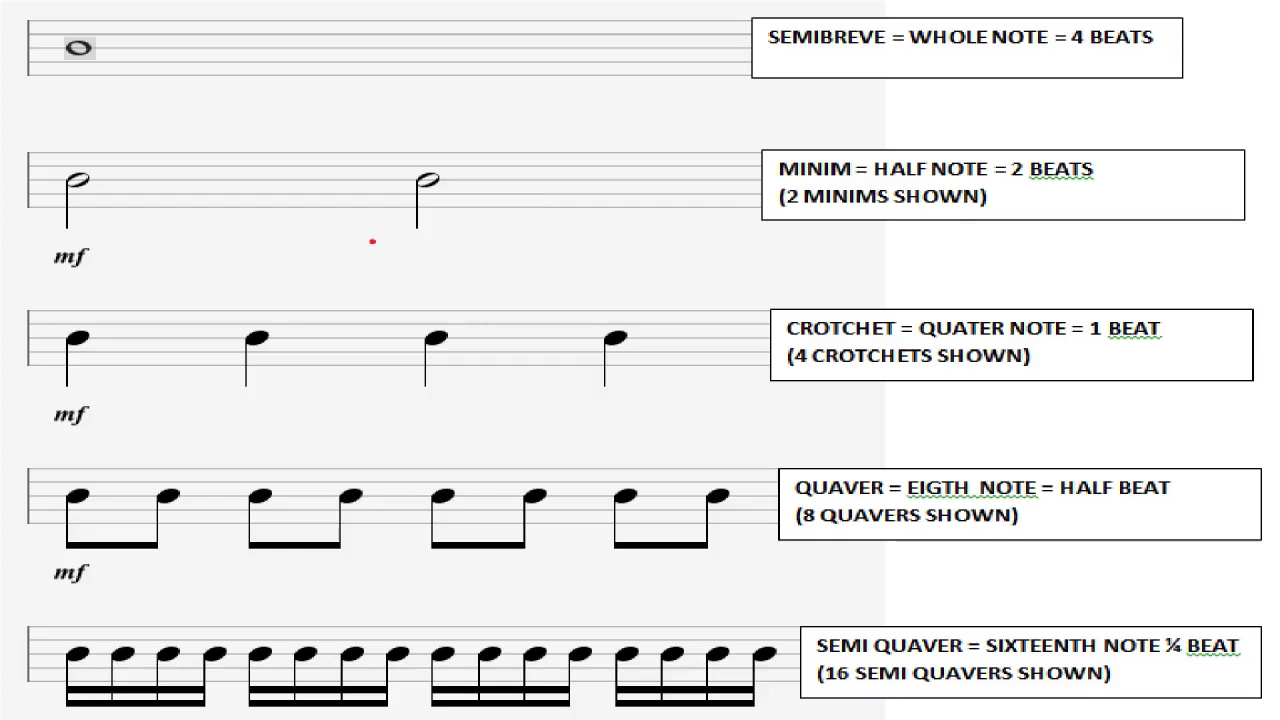 SEMIBREVE = WHOLE NOTE = 4 BEATS
MINIM = HALF NOTE = 2 BEATS
(2 MINIMS SHOWN)
mf
CROTCHET = QUATER NOTE = 1 BEAT
(4 CROTCHETS SHOWN)
mf
QUAVER = EIGTH NOTE = HALF BEAT
(8 QUAVERS SHOWN)
mf
SEMI QUAVER = SIXTEENTH NOTE ¼ BEAT
(16 SEMI QUAVERS SHOWN)